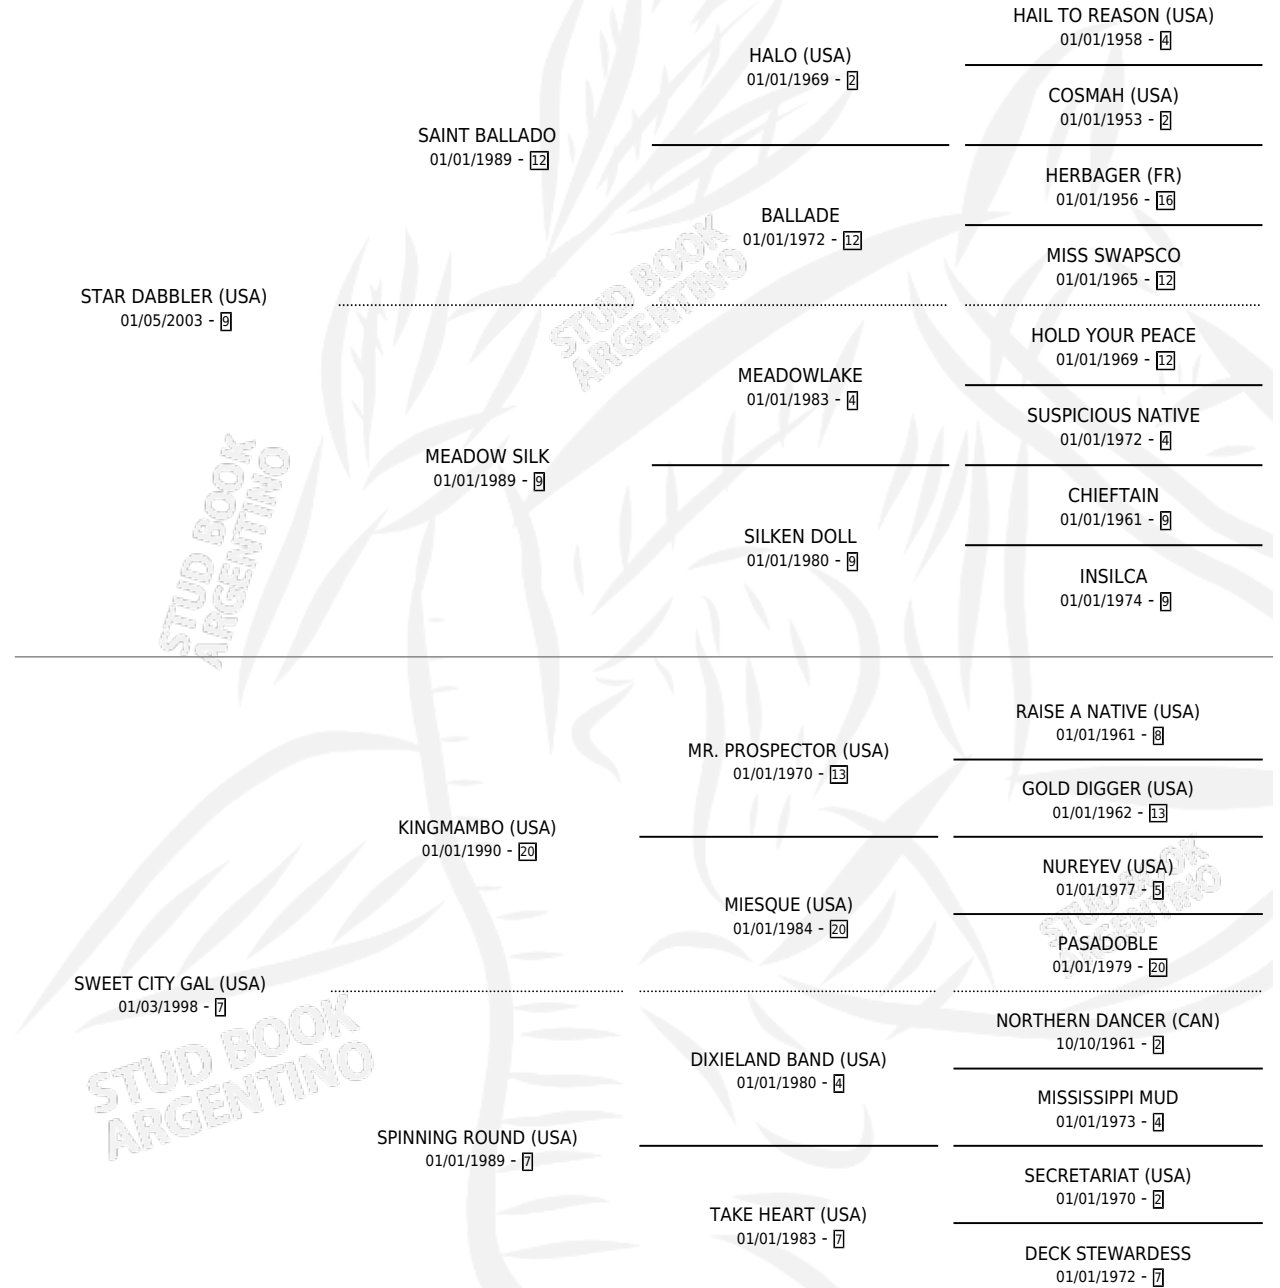 HAIL TO REASON (USA)
01/01/1958 - 4
HALO (USA)
01/01/1969 - 2
COSMAH (USA)
01/01/1953 - 2
SAINT BALLADO
01/01/1989 - 12
HERBAGER (FR)
01/01/1956 - 16
BALLADE
01/01/1972 - 12
MISS SWAPSCO
01/01/1965 - 12
STAR DABBLER (USA)
01/05/2003 - 9
HOLD YOUR PEACE
01/01/1969 - 12
MEADOWLAKE
01/01/1983 - 4
SUSPICIOUS NATIVE
01/01/1972 - 4
MEADOW SILK
01/01/1989 - 9
CHIEFTAIN
01/01/1961 - 9
SILKEN DOLL
01/01/1980 - 9
INSILCA
01/01/1974 - 9
RAISE A NATIVE (USA)
01/01/1961 - 8
MR. PROSPECTOR (USA)
01/01/1970 - 13
GOLD DIGGER (USA)
01/01/1962 - 13
KINGMAMBO (USA)
01/01/1990 - 20
NUREYEV (USA)
01/01/1977 - 5
MIESQUE (USA)
01/01/1984 - 20
PASADOBLE
01/01/1979 - 20
SWEET CITY GAL (USA)
01/03/1998 - 7
NORTHERN DANCER (CAN)
10/10/1961 - 2
DIXIELAND BAND (USA)
01/01/1980 - 4
MISSISSIPPI MUD
01/01/1973 - 4
SPINNING ROUND (USA)
01/01/1989 - 7
SECRETARIAT (USA)
01/01/1970 - 2
TAKE HEART (USA)
01/01/1983 - 7
DECK STEWARDESS
01/01/1972 - 7
STUD BOOK
ARGENTINO
STUD BOOK
ARGENTINO
STUD BOOK
ARGENTINO
STUD BOOK
ARGENTINO